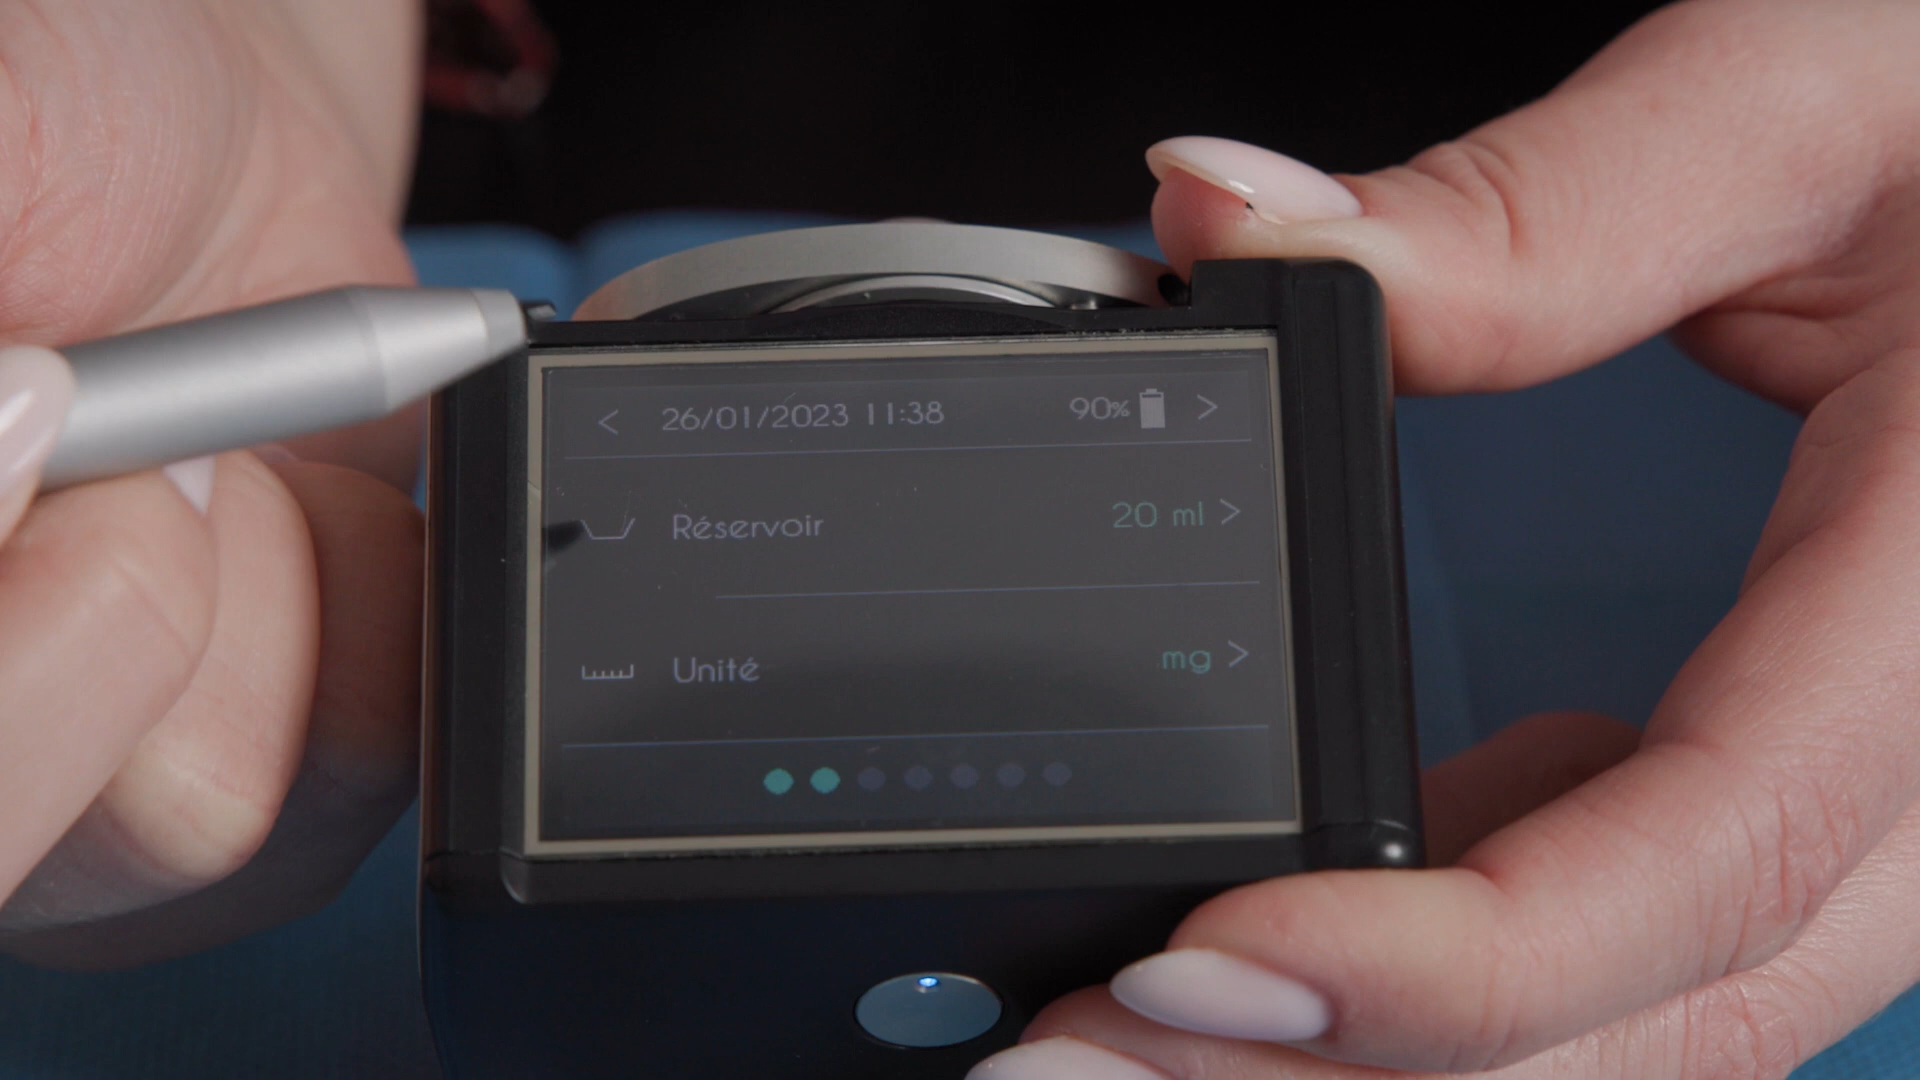 < 26/01/2023 11:38 90% >
Réservoir 20 ml >
Unité mg >